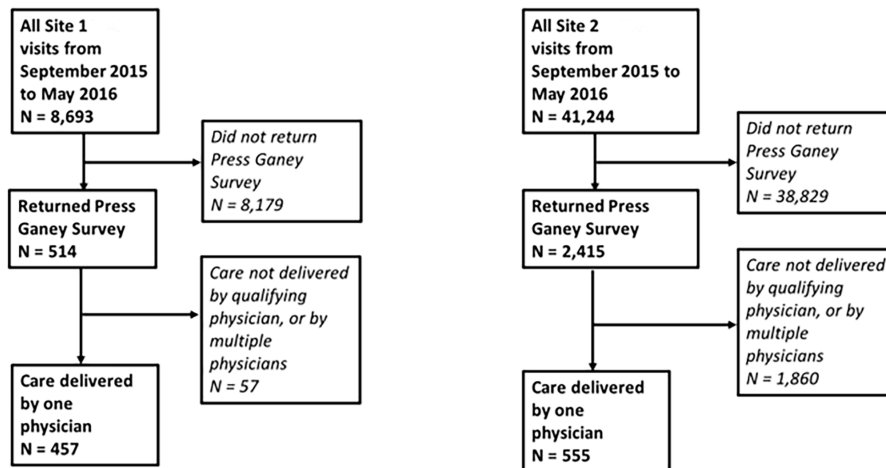 All Site 1
visits from
September 2015
to May 2016
N = 8,693
Did not return
Press Ganey
Survey
N = 8,179
Returned Press
Ganey Survey
N = 514
Care not delivered
by qualifying
physician, or by
multiple
physicians
N = 57
Care delivered
by one
physician
N = 457
All Site 2
visits from
September 2015 to
May 2016
N = 41,244
Did not return
Press Ganey
Survey
N = 38,829
Returned Press
Ganey Survey
N = 2,415
Care not delivered
by qualifying
physician, or by
multiple
physicians
N = 1,860
Care delivered
by one
physician
N = 555